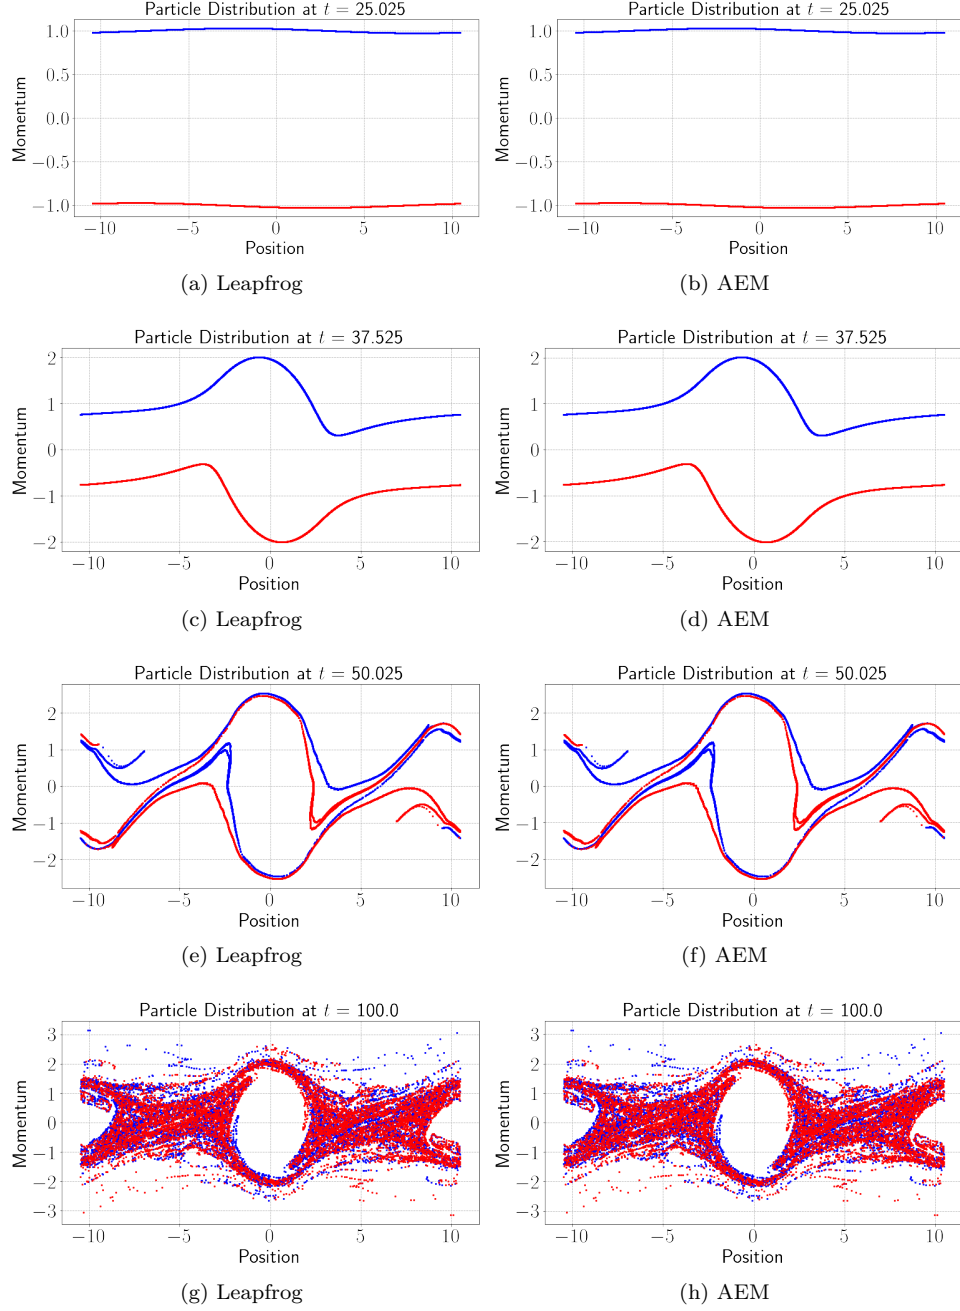 Particle Distribution at t = 25.025
Momentum
1.0
0.5
0.0
−0.5
−1.0
−10
−5
0
5
10
Position
(a) Leapfrog
Particle Distribution at t = 25.025
Momentum
1.0
0.5
0.0
−0.5
−1.0
−10
−5
0
5
10
Position
(b) AEM
Particle Distribution at t = 37.525
Momentum
2
1
0
−1
−2
−10
−5
0
5
10
Position
(c) Leapfrog
Particle Distribution at t = 37.525
Momentum
2
1
0
−1
−2
−10
−5
0
5
10
Position
(d) AEM
Particle Distribution at t = 50.025
Momentum
2
1
0
−1
−2
−10
−5
0
5
10
Position
(e) Leapfrog
Particle Distribution at t = 50.025
Momentum
2
1
0
−1
−2
−10
−5
0
5
10
Position
(f) AEM
Particle Distribution at t = 100.0
Momentum
3
2
1
0
−1
−2
−3
−10
−5
0
5
10
Position
(g) Leapfrog
Particle Distribution at t = 100.0
Momentum
3
2
1
0
−1
−2
−3
−10
−5
0
5
10
Position
(h) AEM